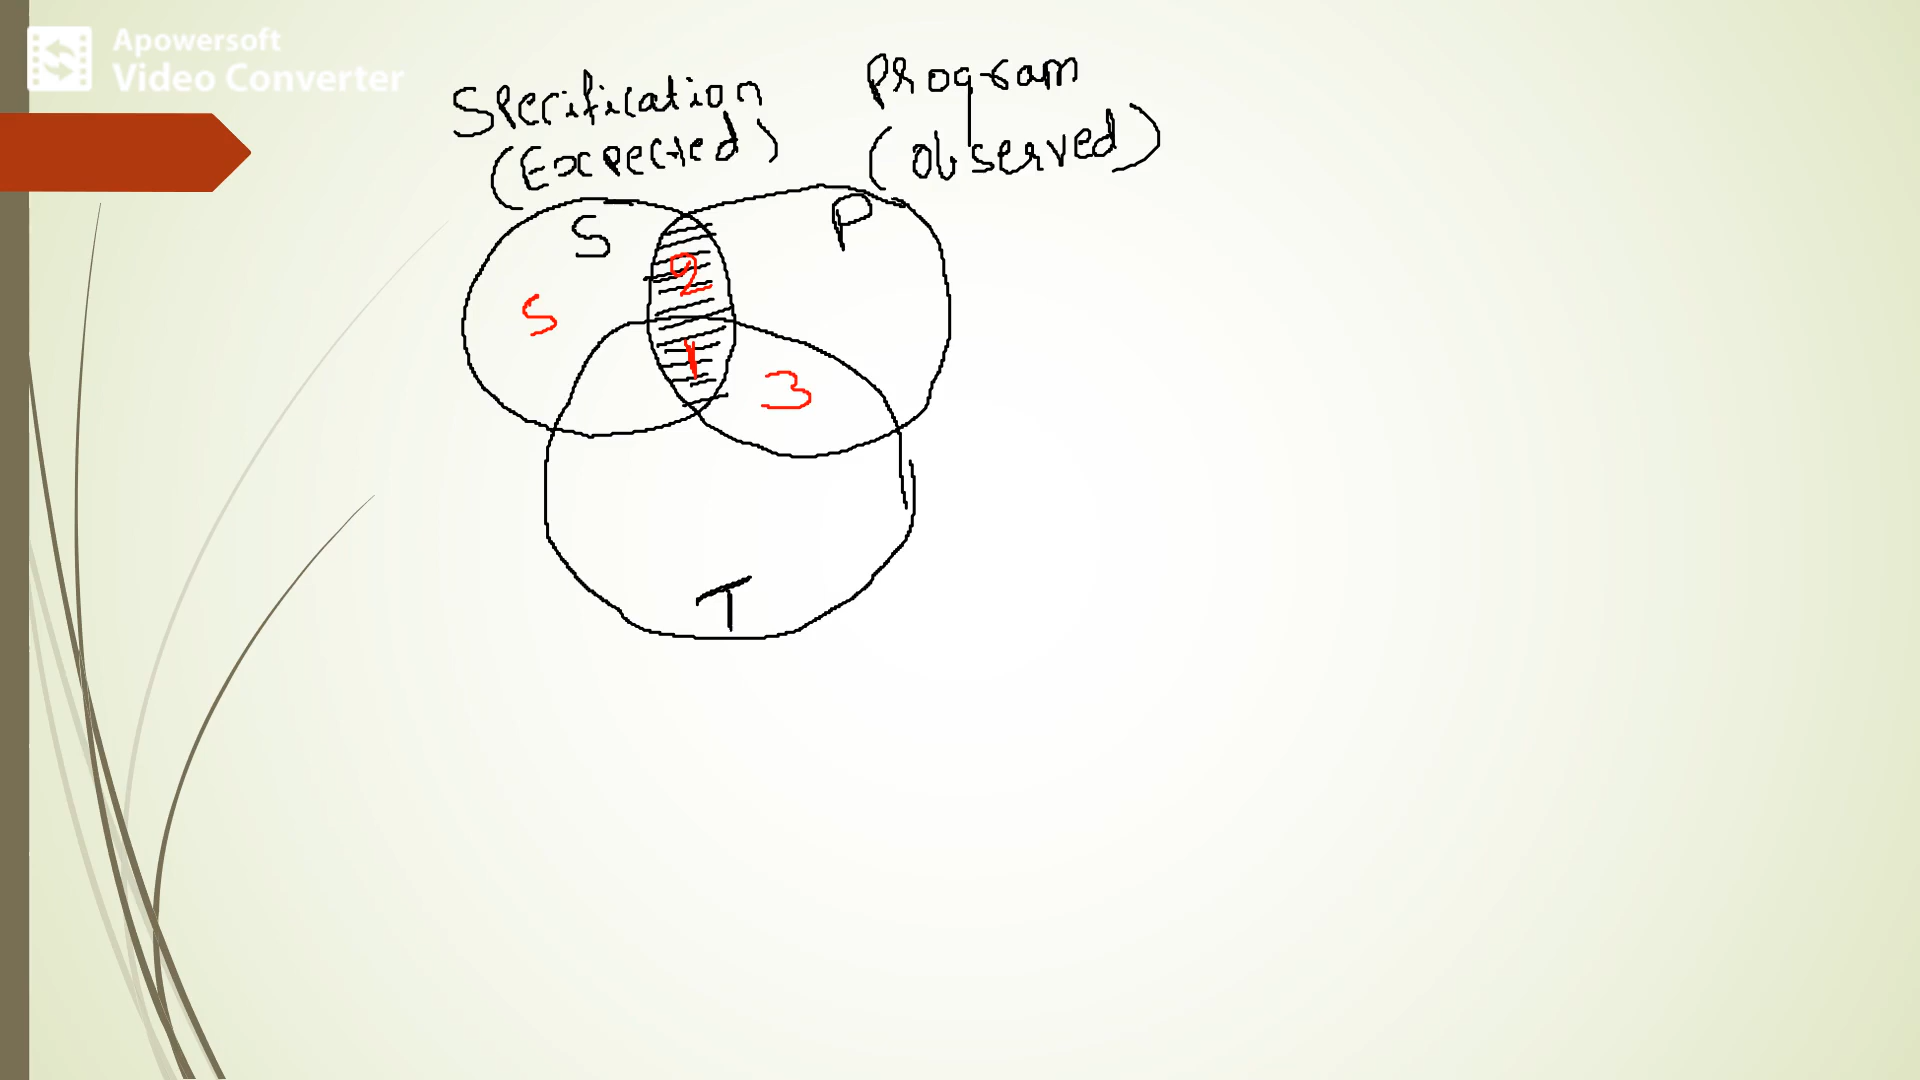 Apowersoft
Video Converter
Specification
(Expected)
Program
(Observed)
S
P
2
5
1
3
T